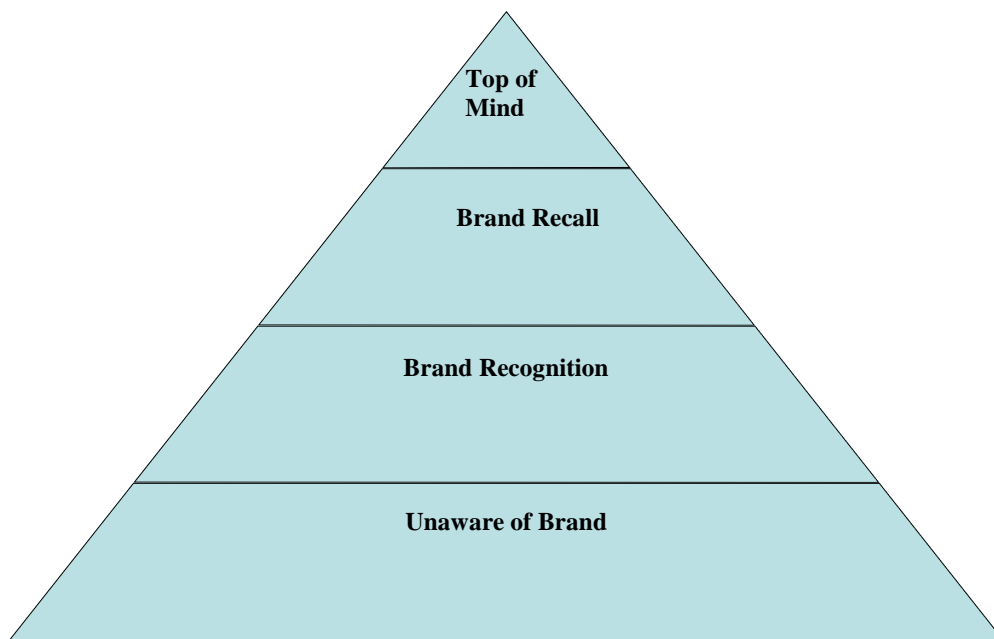 Top of
Mind
Brand Recall
Brand Recognition
Unaware of Brand